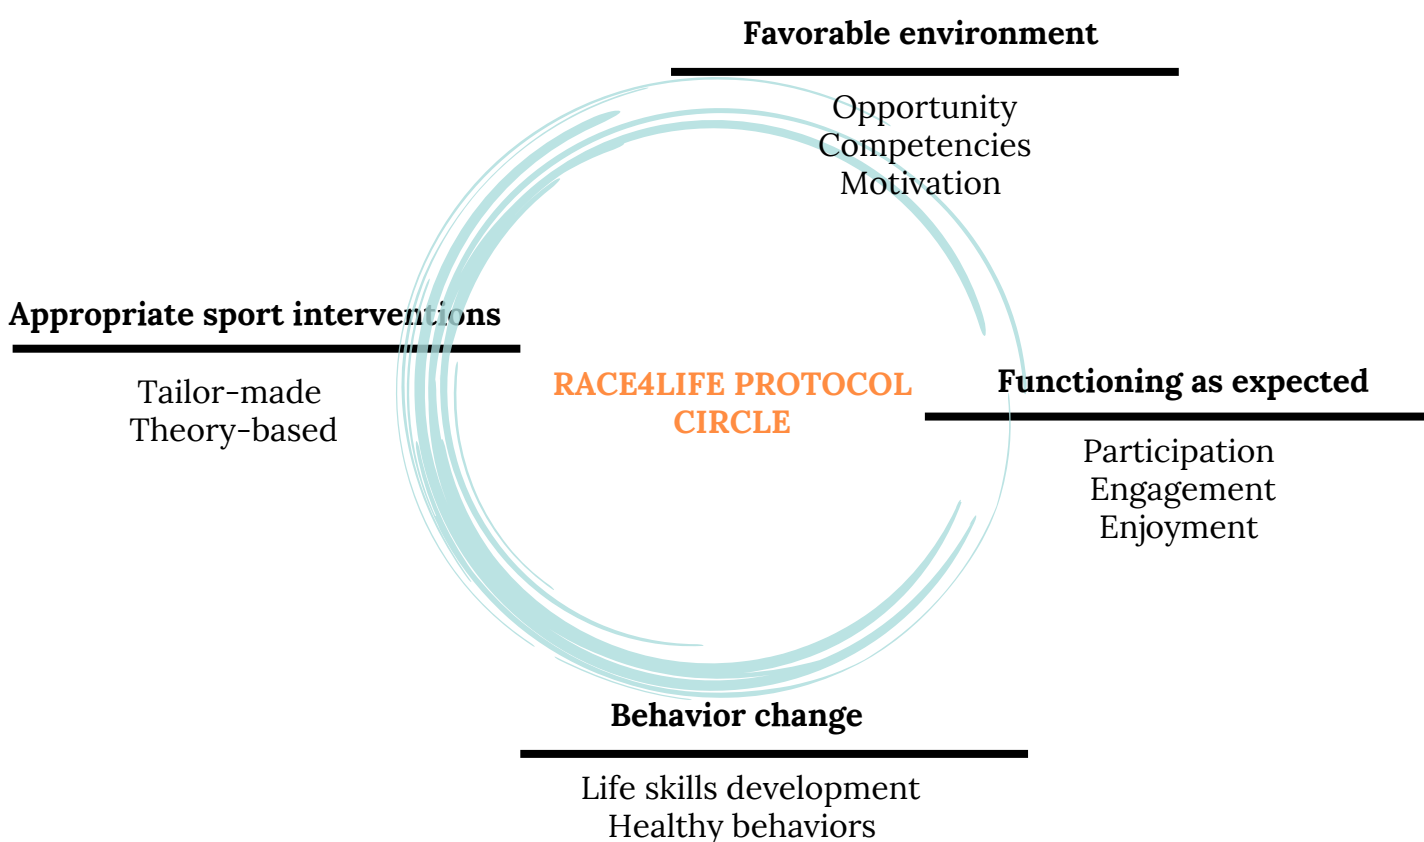 Favorable environment
Opportunity
Competencies
Motivation
Appropriate sport interventions
Tailor-made
Theory-based
RACE4LIFE PROTOCOL
CIRCLE
Functioning as expected
Participation
Engagement
Enjoyment
Behavior change
Life skills development
Healthy behaviors